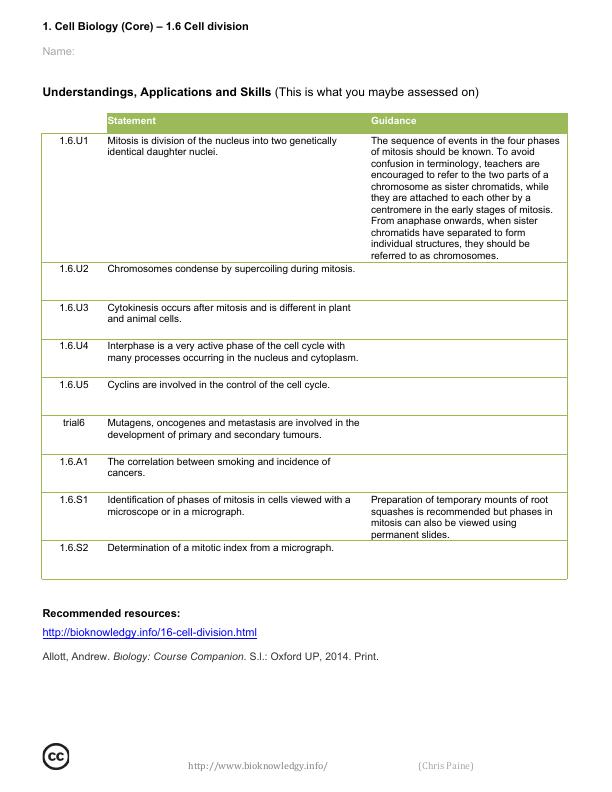 1. Cell Biology (Core) – 1.6 Cell division
Name:
Understandings, Applications and Skills (This is what you maybe assessed on)
Statement Guidance
1.6.U1 Mitosis is division of the nucleus into two genetically
identical daughter nuclei.
The sequence of events in the four phases
of mitosis should be known. To avoid
confusion in terminology, teachers are
encouraged to refer to the two parts of a
chromosome as sister chromatids, while
they are attached to each other by a
centromere in the early stages of mitosis.
From anaphase onwards, when sister
chromatids have separated to form
individual structures, they should be
referred to as chromosomes.
1.6.U2 Chromosomes condense by supercoiling during mitosis.
1.6.U3 Cytokinesis occurs after mitosis and is different in plant
and animal cells.
1.6.U4 Interphase is a very active phase of the cell cycle with
many processes occurring in the nucleus and cytoplasm.
1.6.U5 Cyclins are involved in the control of the cell cycle.
trial6 Mutagens, oncogenes and metastasis are involved in the
development of primary and secondary tumours.
1.6.A1 The correlation between smoking and incidence of
cancers.
1.6.S1 Identification of phases of mitosis in cells viewed with a
microscope or in a micrograph.
Preparation of temporary mounts of root
squashes is recommended but phases in
mitosis can also be viewed using
permanent slides.
1.6.S2 Determination of a mitotic index from a micrograph.
Recommended resources:
http://bioknowledgy.info/16-cell-division.html
Allott, Andrew. Biology: Course Companion. S.l.: Oxford UP, 2014. Print.
cc
http://www.bioknowledgy.info/ (Chris Paine)